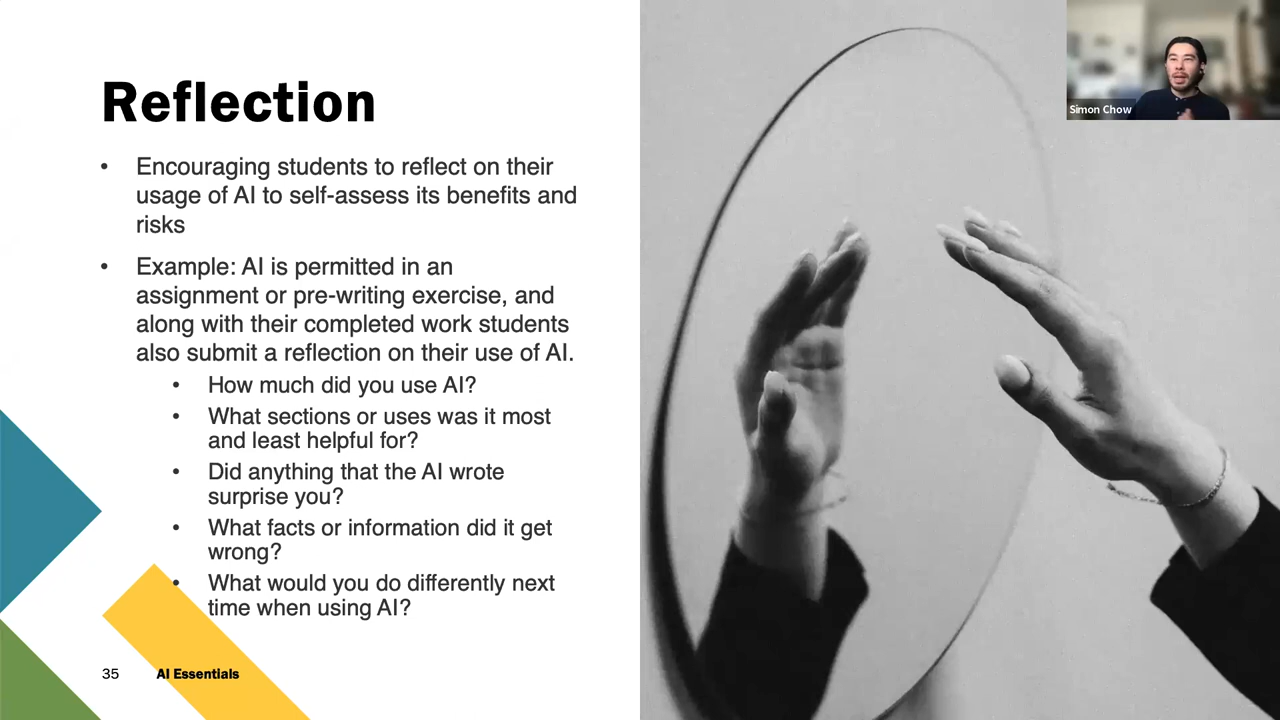 Reflection
• Encouraging students to reflect on their
usage of AI to self-assess its benefits and
risks
• Example: AI is permitted in an
assignment or pre-writing exercise, and
along with their completed work students
also submit a reflection on their use of AI.
• How much did you use AI?
• What sections or uses was it most
and least helpful for?
• Did anything that the AI wrote
surprise you?
• What facts or information did it get
wrong?
• What would you do differently next
time when using AI?
35 AI Essentials
Simon Chow